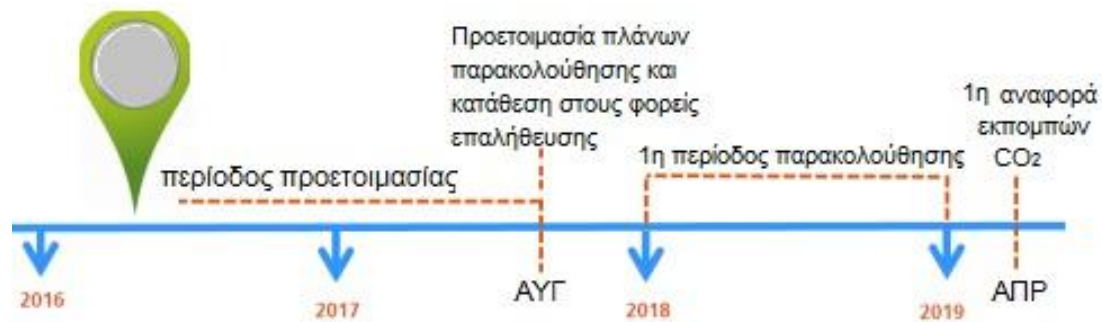 Προετοιμασία πλάνων
παρακολούθησης και
κατάθεση στους φορείς
επαλήθευσης
1η αναφορά
εκπομπών
CO2
1η περίοδος παρακολούθησης
περίοδος προετοιμασίας
2016
2017
ΑΥΓ
2018
2019
ΑΠΡ